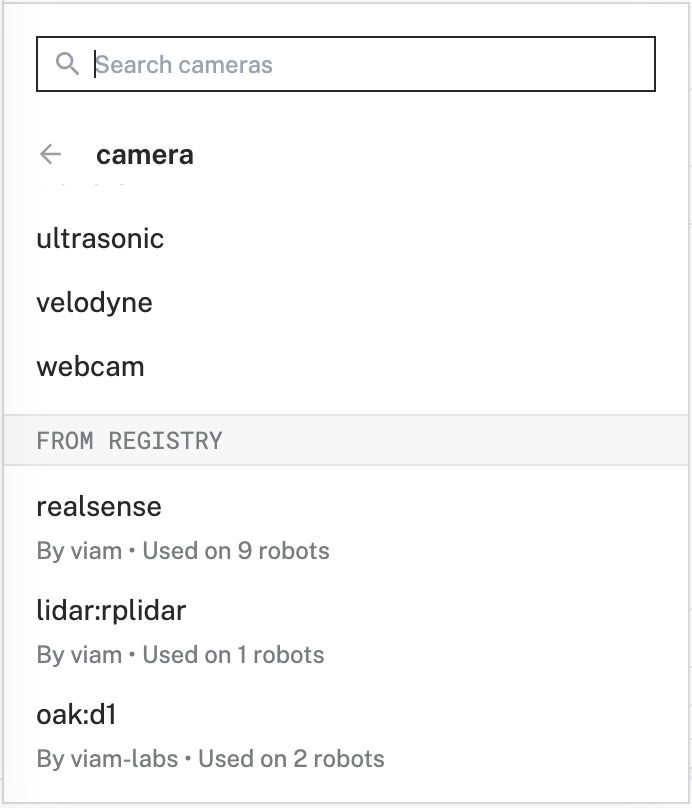 Search cameras
camera
ultrasonic
velodyne
webcam
FROM REGISTRY
realsense
By viam • Used on 9 robots
lidar:rplidar
By viam • Used on 1 robots
oak:d1
By viam-labs • Used on 2 robots